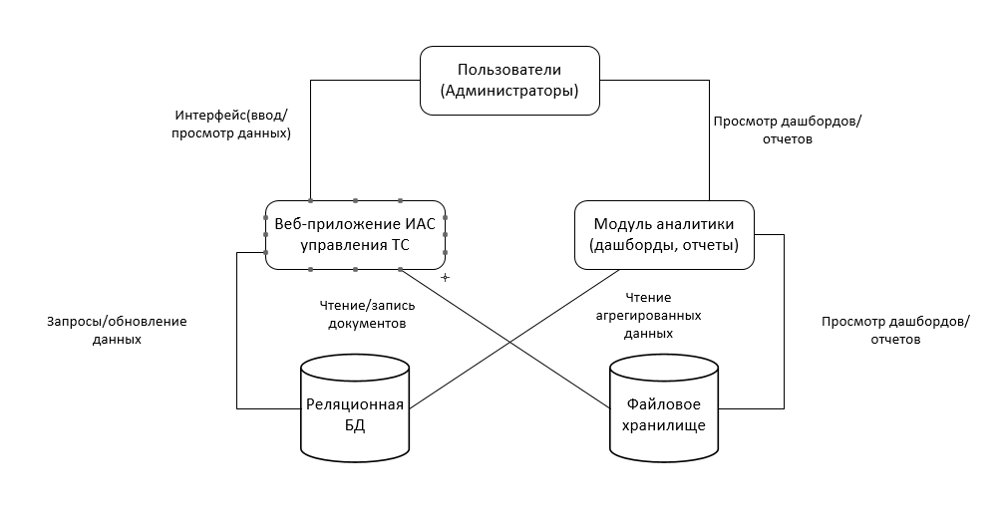 Пользователи
(Администраторы)
Интерфейс(ввод/
просмотр данных)
Просмотр дашбордов/
отчетов
Веб-приложение ИАС
управления ТС
Модуль аналитики
(дашборды, отчеты)
Запросы/обновление
данных
Чтение/запись
документов
Чтение
агрегированных
данных
Просмотр дашбордов/
отчетов
Реляционная
БД
Файловое
хранилище